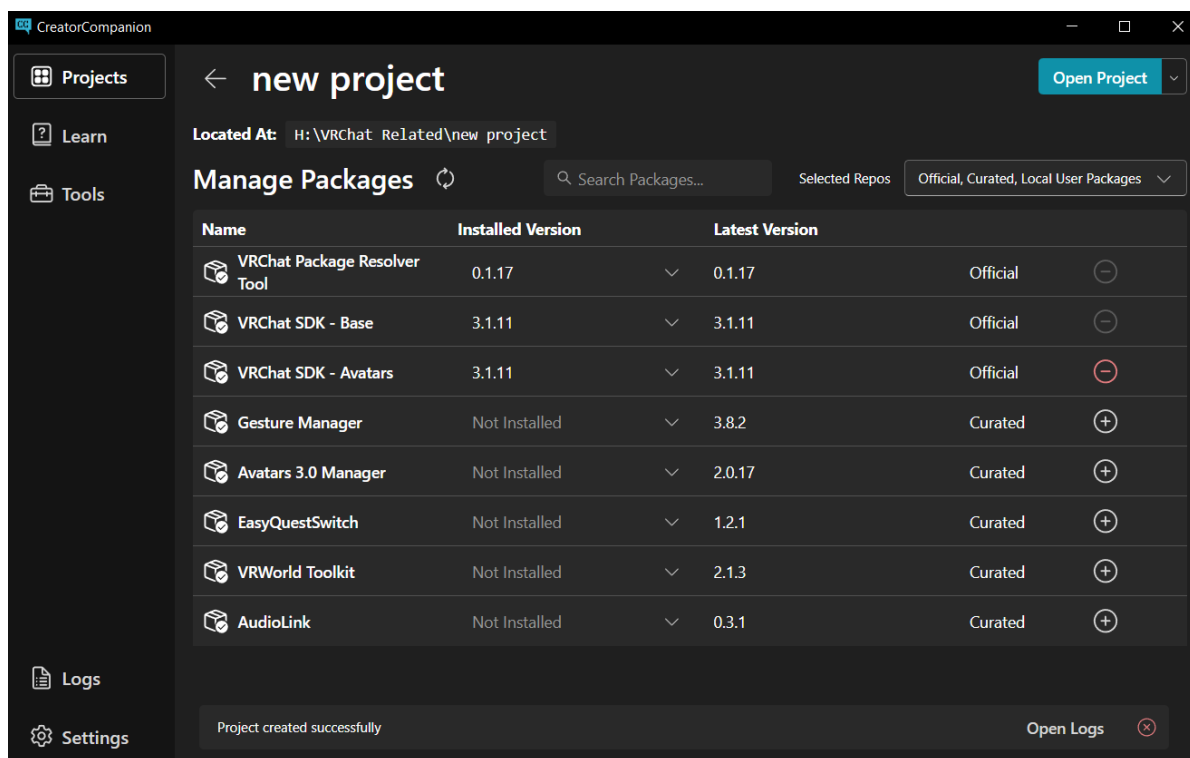 CreatorCompanion
Projects
Learn
Tools
Logs
Settings
new project
Open Project
Located At: H:\VRChat Related\new project
Manage Packages
Search Packages...
Selected Repos
Official, Curated, Local User Packages
Name Installed Version Latest Version
VRChat Package Resolver
Tool
0.1.17 0.1.17 Official
VRChat SDK - Base 3.1.11 3.1.11 Official
VRChat SDK - Avatars 3.1.11 3.1.11 Official
Gesture Manager Not Installed 3.8.2 Curated
Avatars 3.0 Manager Not Installed 2.0.17 Curated
EasyQuestSwitch Not Installed 1.2.1 Curated
VRWorld Toolkit Not Installed 2.1.3 Curated
AudioLink Not Installed 0.3.1 Curated
Project created successfully Open Logs